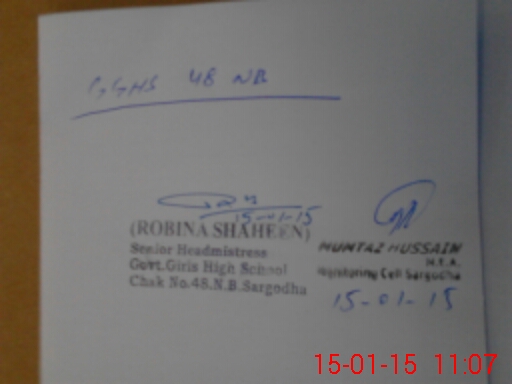 GGHS 48 NB
15-01-15
(ROBINA SHAHEEN)
Senior Headmistress
Govt.Girls High School
Chak No.48.N.B.Sargodha
MUMTAZ HUSSAIN
M.E.A.
Monitoring Cell Sargodha
15-01-15
15-01-15 11:07